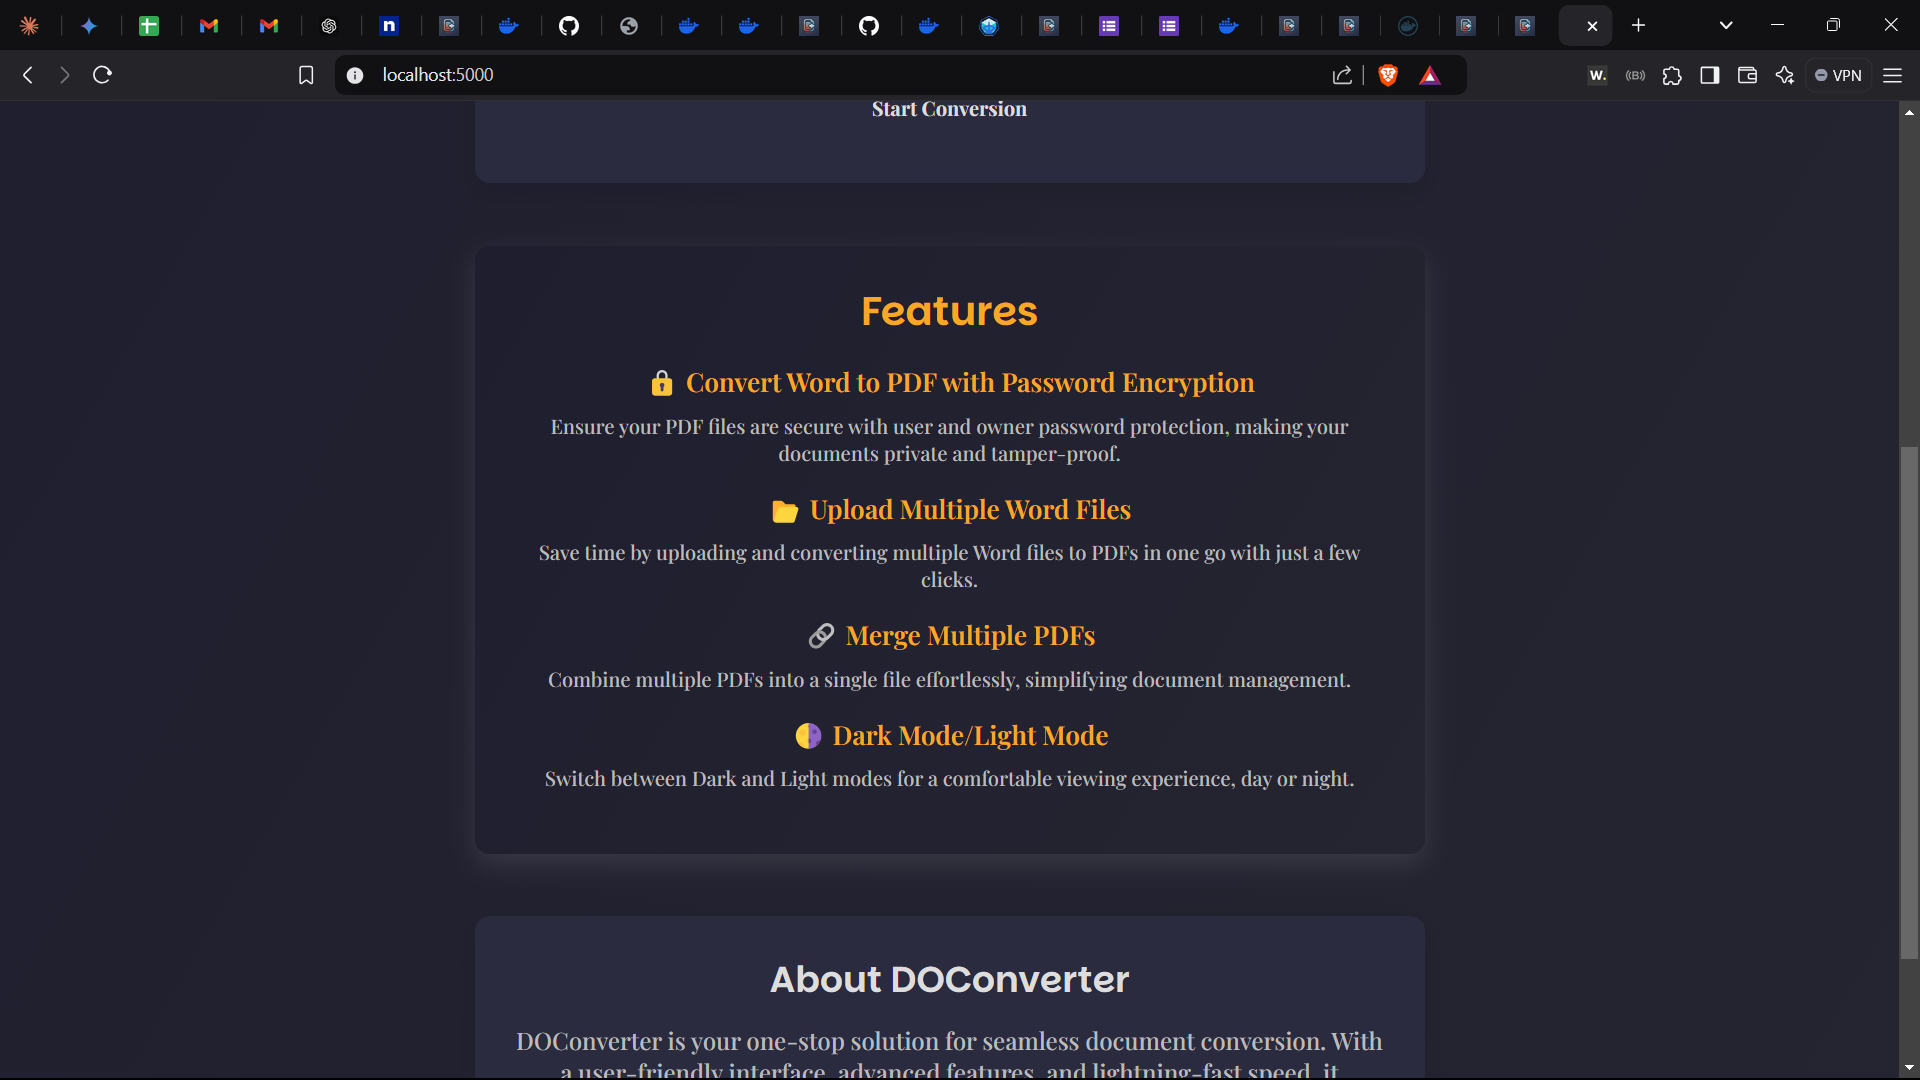 localhost:5000
W.
VPN
Start Conversion
Features
Convert Word to PDF with Password Encryption
Ensure your PDF files are secure with user and owner password protection, making your
documents private and tamper-proof.
Upload Multiple Word Files
Save time by uploading and converting multiple Word files to PDFs in one go with just a few
clicks.
Merge Multiple PDFs
Combine multiple PDFs into a single file effortlessly, simplifying document management.
Dark Mode/Light Mode
Switch between Dark and Light modes for a comfortable viewing experience, day or night.
About DOConverter
DOConverter is your one-stop solution for seamless document conversion. With
a user-friendly interface, advanced features, and lightning-fast speed, it